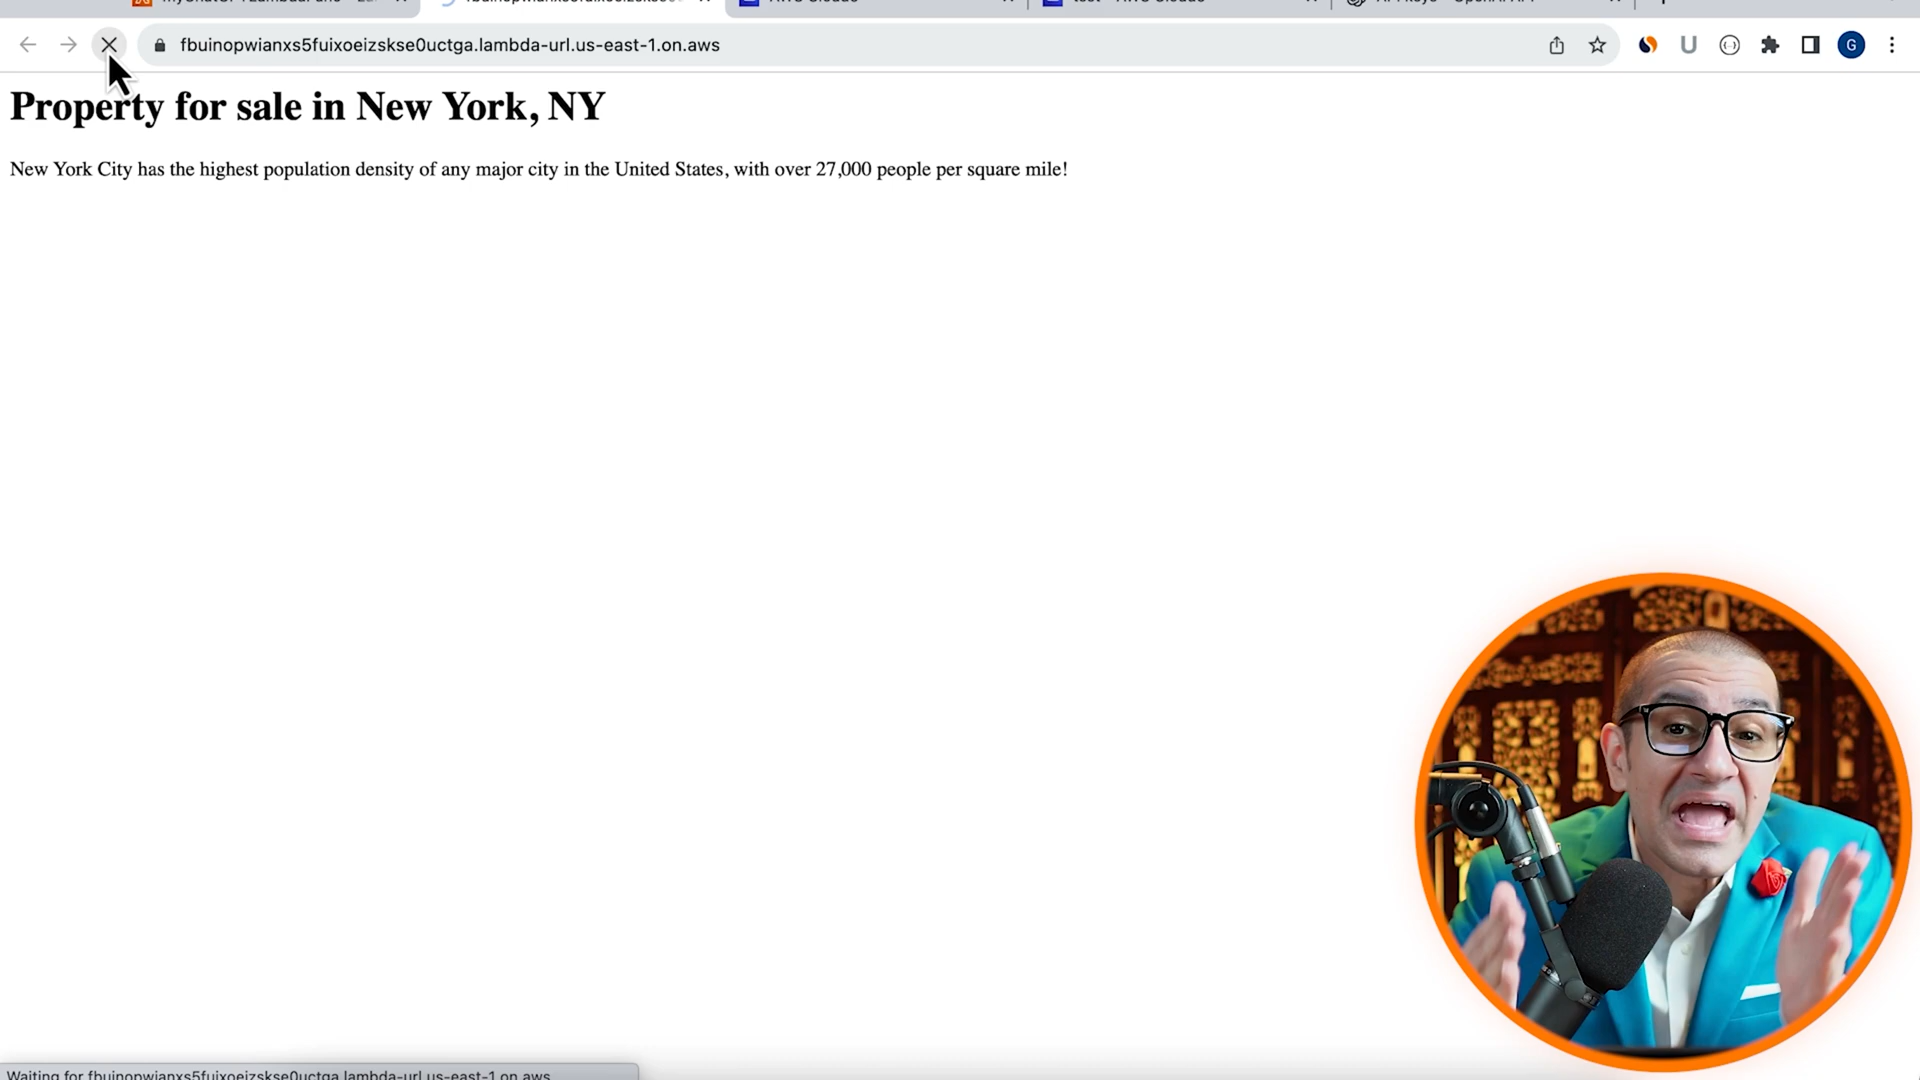 fbuinopwianxs5fuixoeizskse0uctga.lambda-url.us-east-1.on.aws
G
Property for sale in New York, NY
New York City has the highest population density of any major city in the United States, with over 27,000 people per square mile!
Waiting for fbuinopwianxs5fuixoeizskse0uctga.lambda-url.us-east-1.on.aws